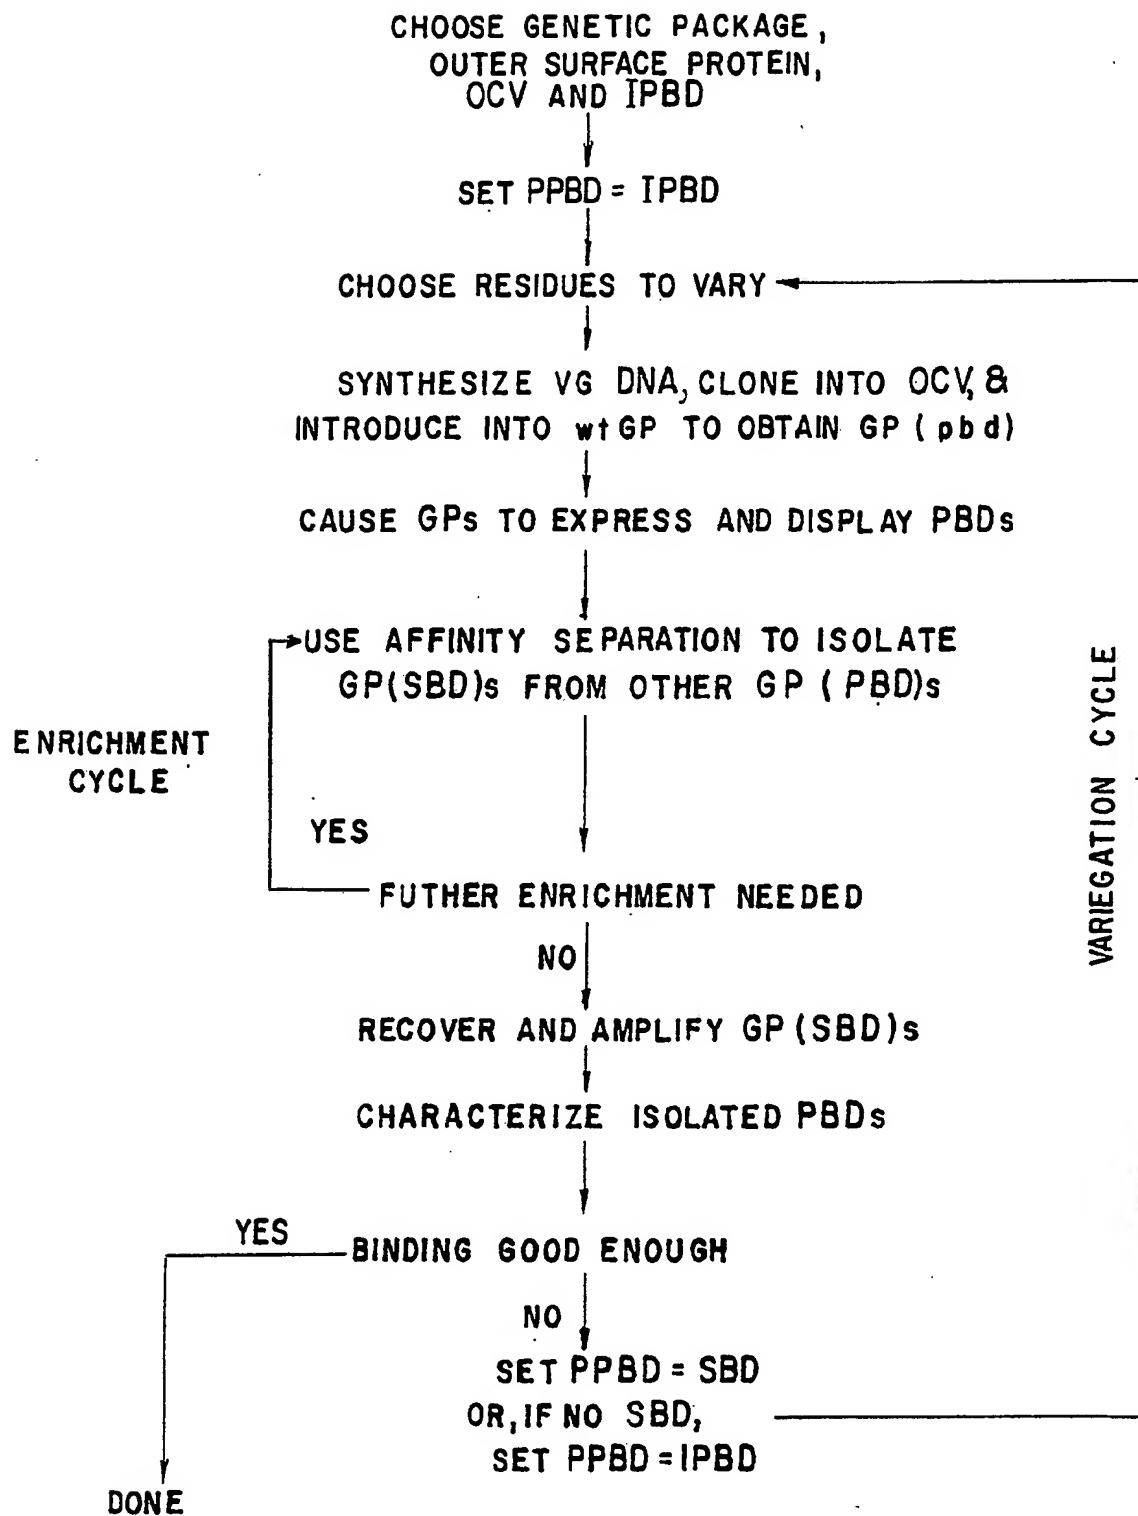 CHOOSE GENETIC PACKAGE,
OUTER SURFACE PROTEIN,
OCV AND IPBD
SET PPBD = IPBD
CHOOSE RESIDUES TO VARY
SYNTHESIZE VG DNA, CLONE INTO OCV, &
INTRODUCE INTO wtGP TO OBTAIN GP (pbd)
CAUSE GPs TO EXPRESS AND DISPLAY PBDs
USE AFFINITY SEPARATION TO ISOLATE
GP(SBD)s FROM OTHER GP (PBD)s
ENRICHMENT
CYCLE
YES
FUTHER ENRICHMENT NEEDED
VARIEGATION CYCLE
NO
RECOVER AND AMPLIFY GP (SBD)s
CHARACTERIZE ISOLATED PBDs
YES
BINDING GOOD ENOUGH
NO
SET PPBD = SBD
OR, IF NO SBD,
SET PPBD = IPBD
DONE